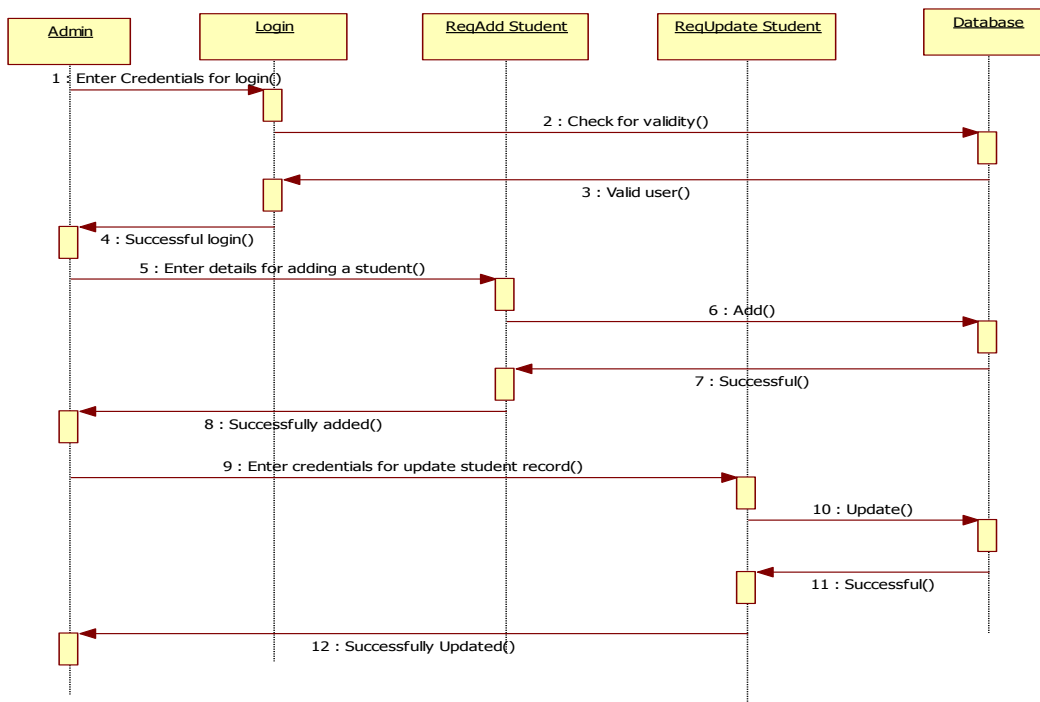 Admin
Login
ReqAdd Student
ReqUpdate Student
Database
1 : Enter Credentials for login()
2 : Check for validity()
3 : Valid user()
4 : Successful login()
5 : Enter details for adding a student()
6 : Add()
7 : Successful()
8 : Successfully added()
9 : Enter credentials for update student record()
10 : Update()
11 : Successful()
12 : Successfully Updated()